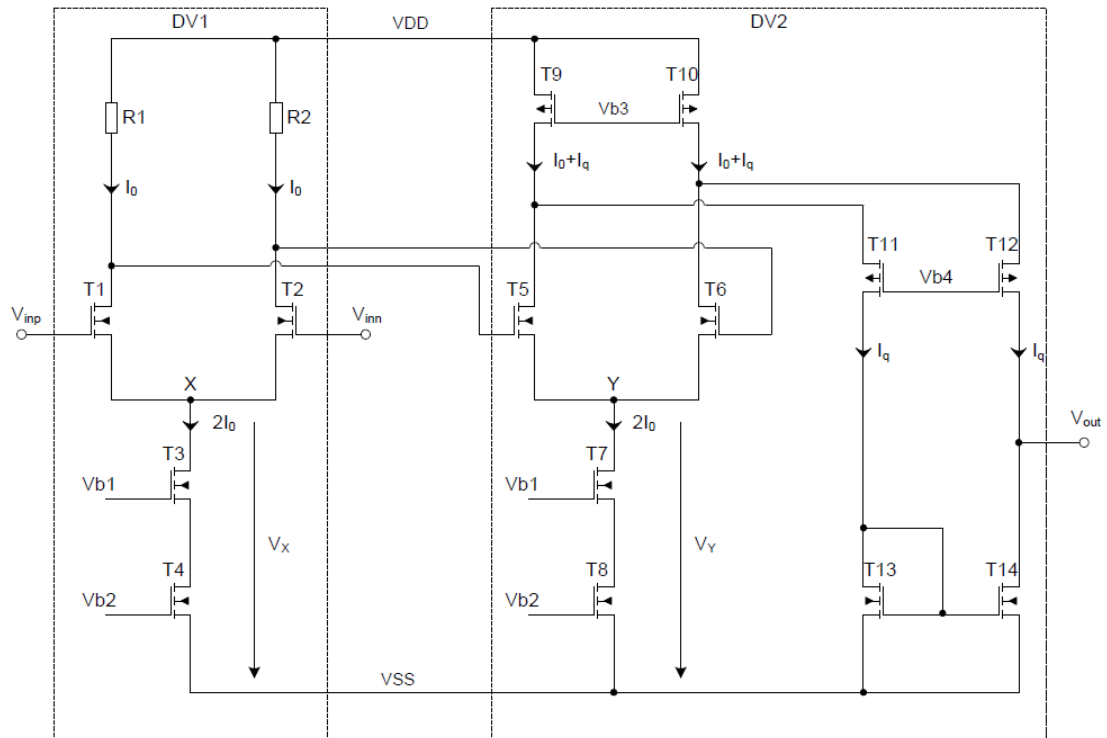 DV1
VDD
DV2
T9
T10
R1
R2
Vb3
I0
I0
I0+Iq
I0+Iq
T11
T12
Vb4
T1
T2
T5
T6
Vinp
Vinn
Iq
Iq
X
Y
2I0
2I0
Vout
T3
T7
Vb1
Vb1
VX
VY
T4
T8
T13
T14
Vb2
Vb2
VSS